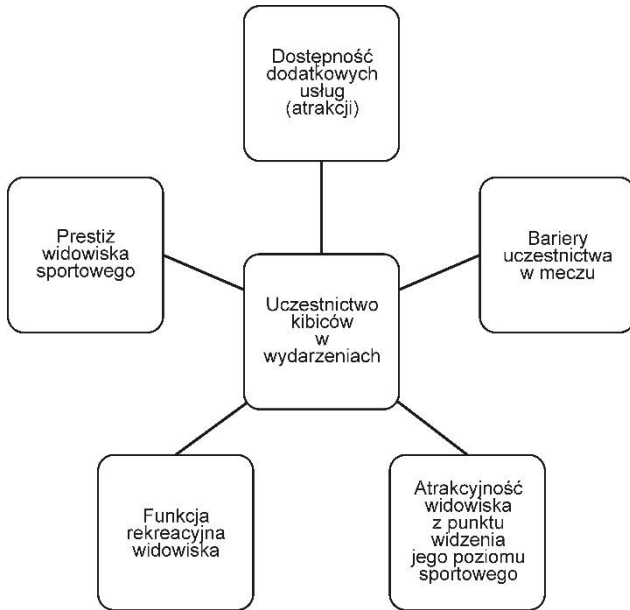 Dostępność
dodatkowych
usług
(atrakcji)
Prestiż
widowiska
sportowego
Bariery
uczestnictwa
w meczu
Uczestnictwo
kibiców
w
wydarzeniach
Funkcja
rekreacyjna
widowiska
Atrakcyjność
widowiska
z punktu
widzenia
jego poziomu
sportowego